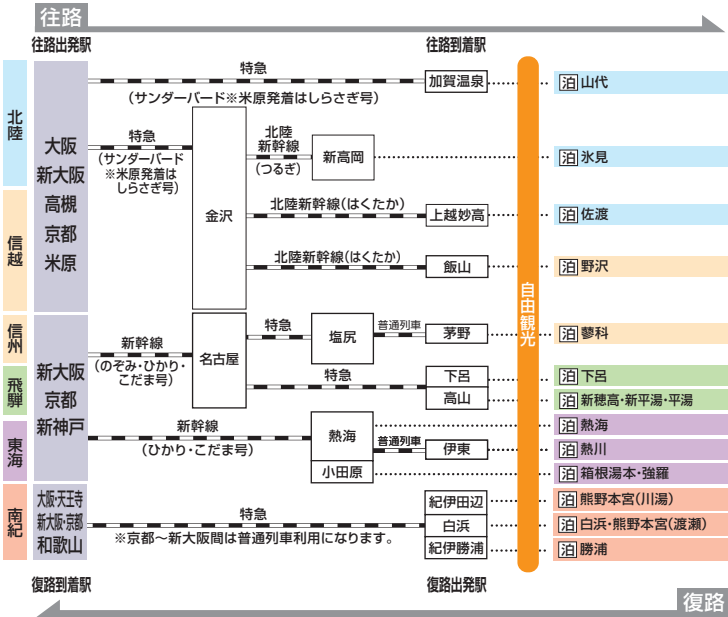 往路
往路出発駅
往路到着駅
北陸
信越
信州
飛騨
東海
南紀
大阪
新大阪
高槻
京都
米原
特急
(サンダーバード※米原発着はしらさぎ号)
加賀温泉
泊 山代
特急
(サンダーバード
※米原発着は
しらさぎ号)
金沢
北陸
新幹線
(つるぎ)
新高岡
泊 氷見
北陸新幹線(はくたか)
上越妙高
泊 佐渡
北陸新幹線(はくたか)
飯山
泊 野沢
自由観光
新大阪
京都
新神戸
新幹線
(のぞみ・ひかり・
こだま号)
名古屋
特急
塩尻
普通列車
茅野
泊 蓼科
特急
下呂
高山
泊 下呂
泊 新穂高・新平湯・平湯
新幹線
(ひかり・こだま号)
熱海
小田原
普通列車
伊東
泊 熱海
泊 熱川
泊 箱根湯本・強羅
大阪・天王寺
新大阪・京都
和歌山
特急
※京都～新大阪間は普通列車利用になります。
紀伊田辺
白浜
紀伊勝浦
泊 熊野本宮(川湯)
泊 白浜・熊野本宮(渡瀬)
泊 勝浦
復路到着駅
復路出発駅
復路